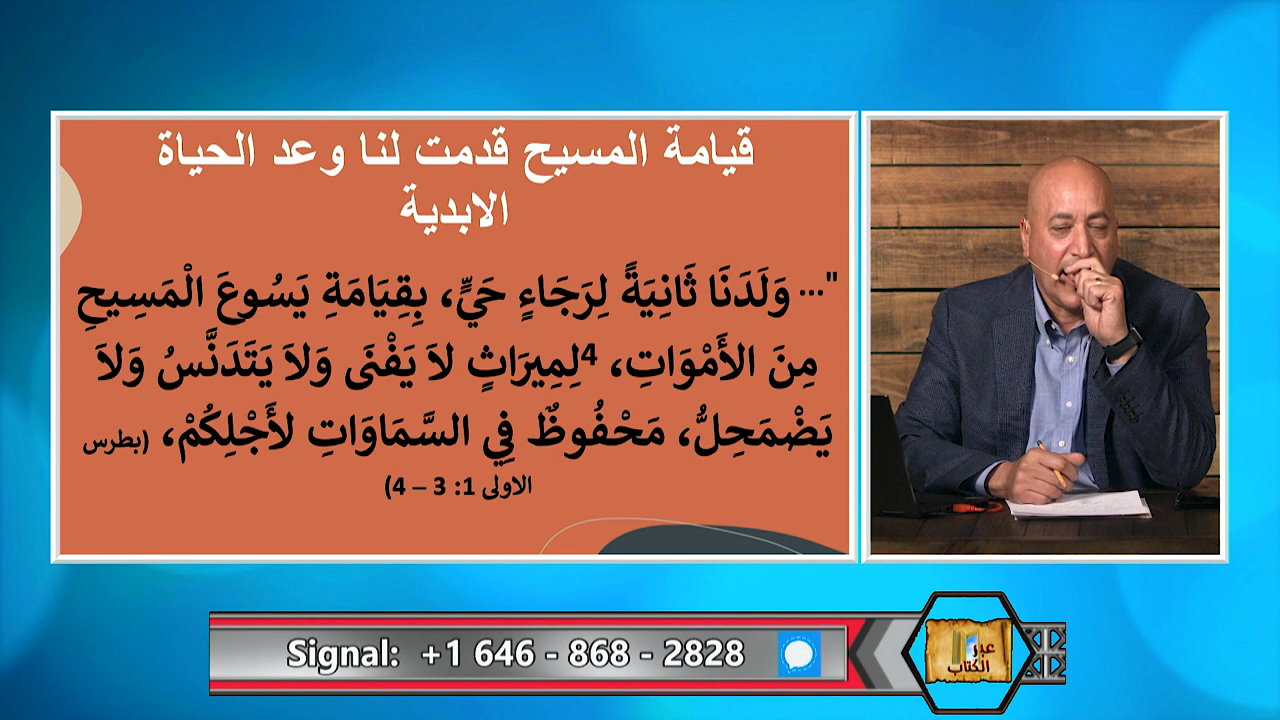 قيامة المسيح قدمت لنا وعد الحياة
الابدية
"... وَلَدَنَا ثَانِيَةً لِرَجَاءٍ حَيٍّ، بِقِيَامَةِ يَسُوعَ الْمَسِيحِ
مِنَ الأَمْوَاتِ، 4لِمِيرَاثٍ لاَ يَفْنَى وَلاَ يَتَدَنَّسُ وَلاَ
يَضْمَحِلُّ، مَحْفُوظٌ فِي السَّمَاوَاتِ لأَجْلِكُمْ، (بطرس
الاولى 1: 3 – 4)
Signal: +1 646 - 868 - 2828
عبر
الكتاب